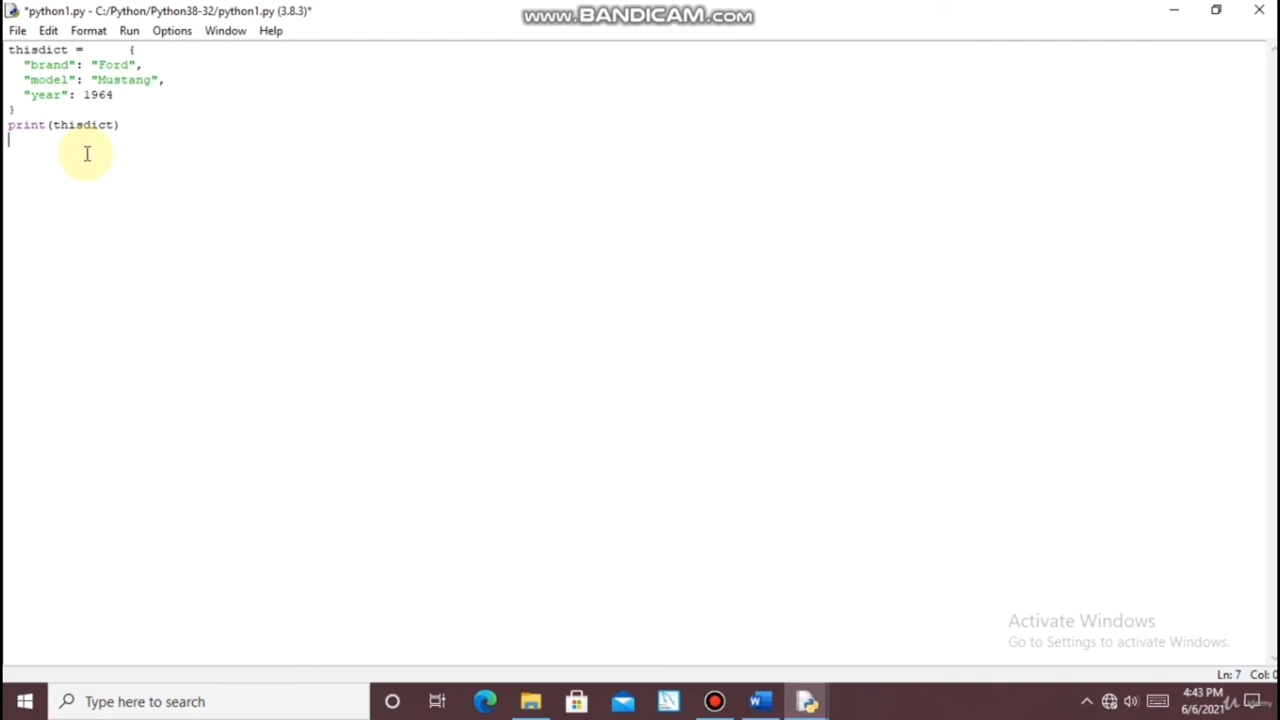 *python1.py - C:/Python/Python38-32/python1.py (3.8.3)*
www.BANDICAM.com
File Edit Format Run Options Window Help
thisdict =      {
  "brand": "Ford",
  "model": "Mustang",
  "year": 1964
}
print(thisdict)
Activate Windows
Go to Settings to activate Windows.
Ln: 7 Col: 0
Type here to search
4:43 PM
6/6/2021